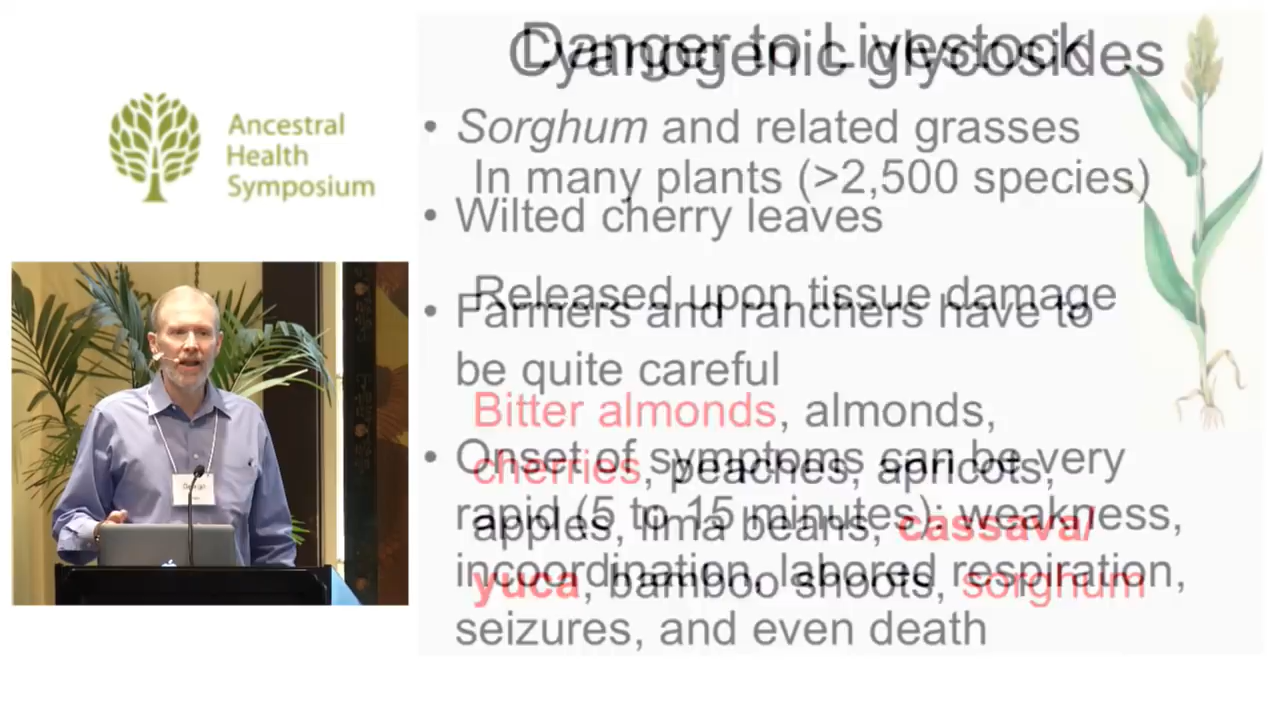 Ancestral
Health
Symposium
Danger to Livestock
Cyanogenic glycosides
• Sorghum and related grasses
In many plants (>2,500 species)
• Wilted cherry leaves
Released upon tissue damage
• Farmers and ranchers have to
be quite careful
Bitter almonds, almonds,
• Onset of symptoms can be very
cherries, peaches, apricots,
rapid (5 to 15 minutes): weakness,
apples, lima beans, cassava/
incoordination, labored respiration,
yuca, bamboo shoots, sorghum
seizures, and even death